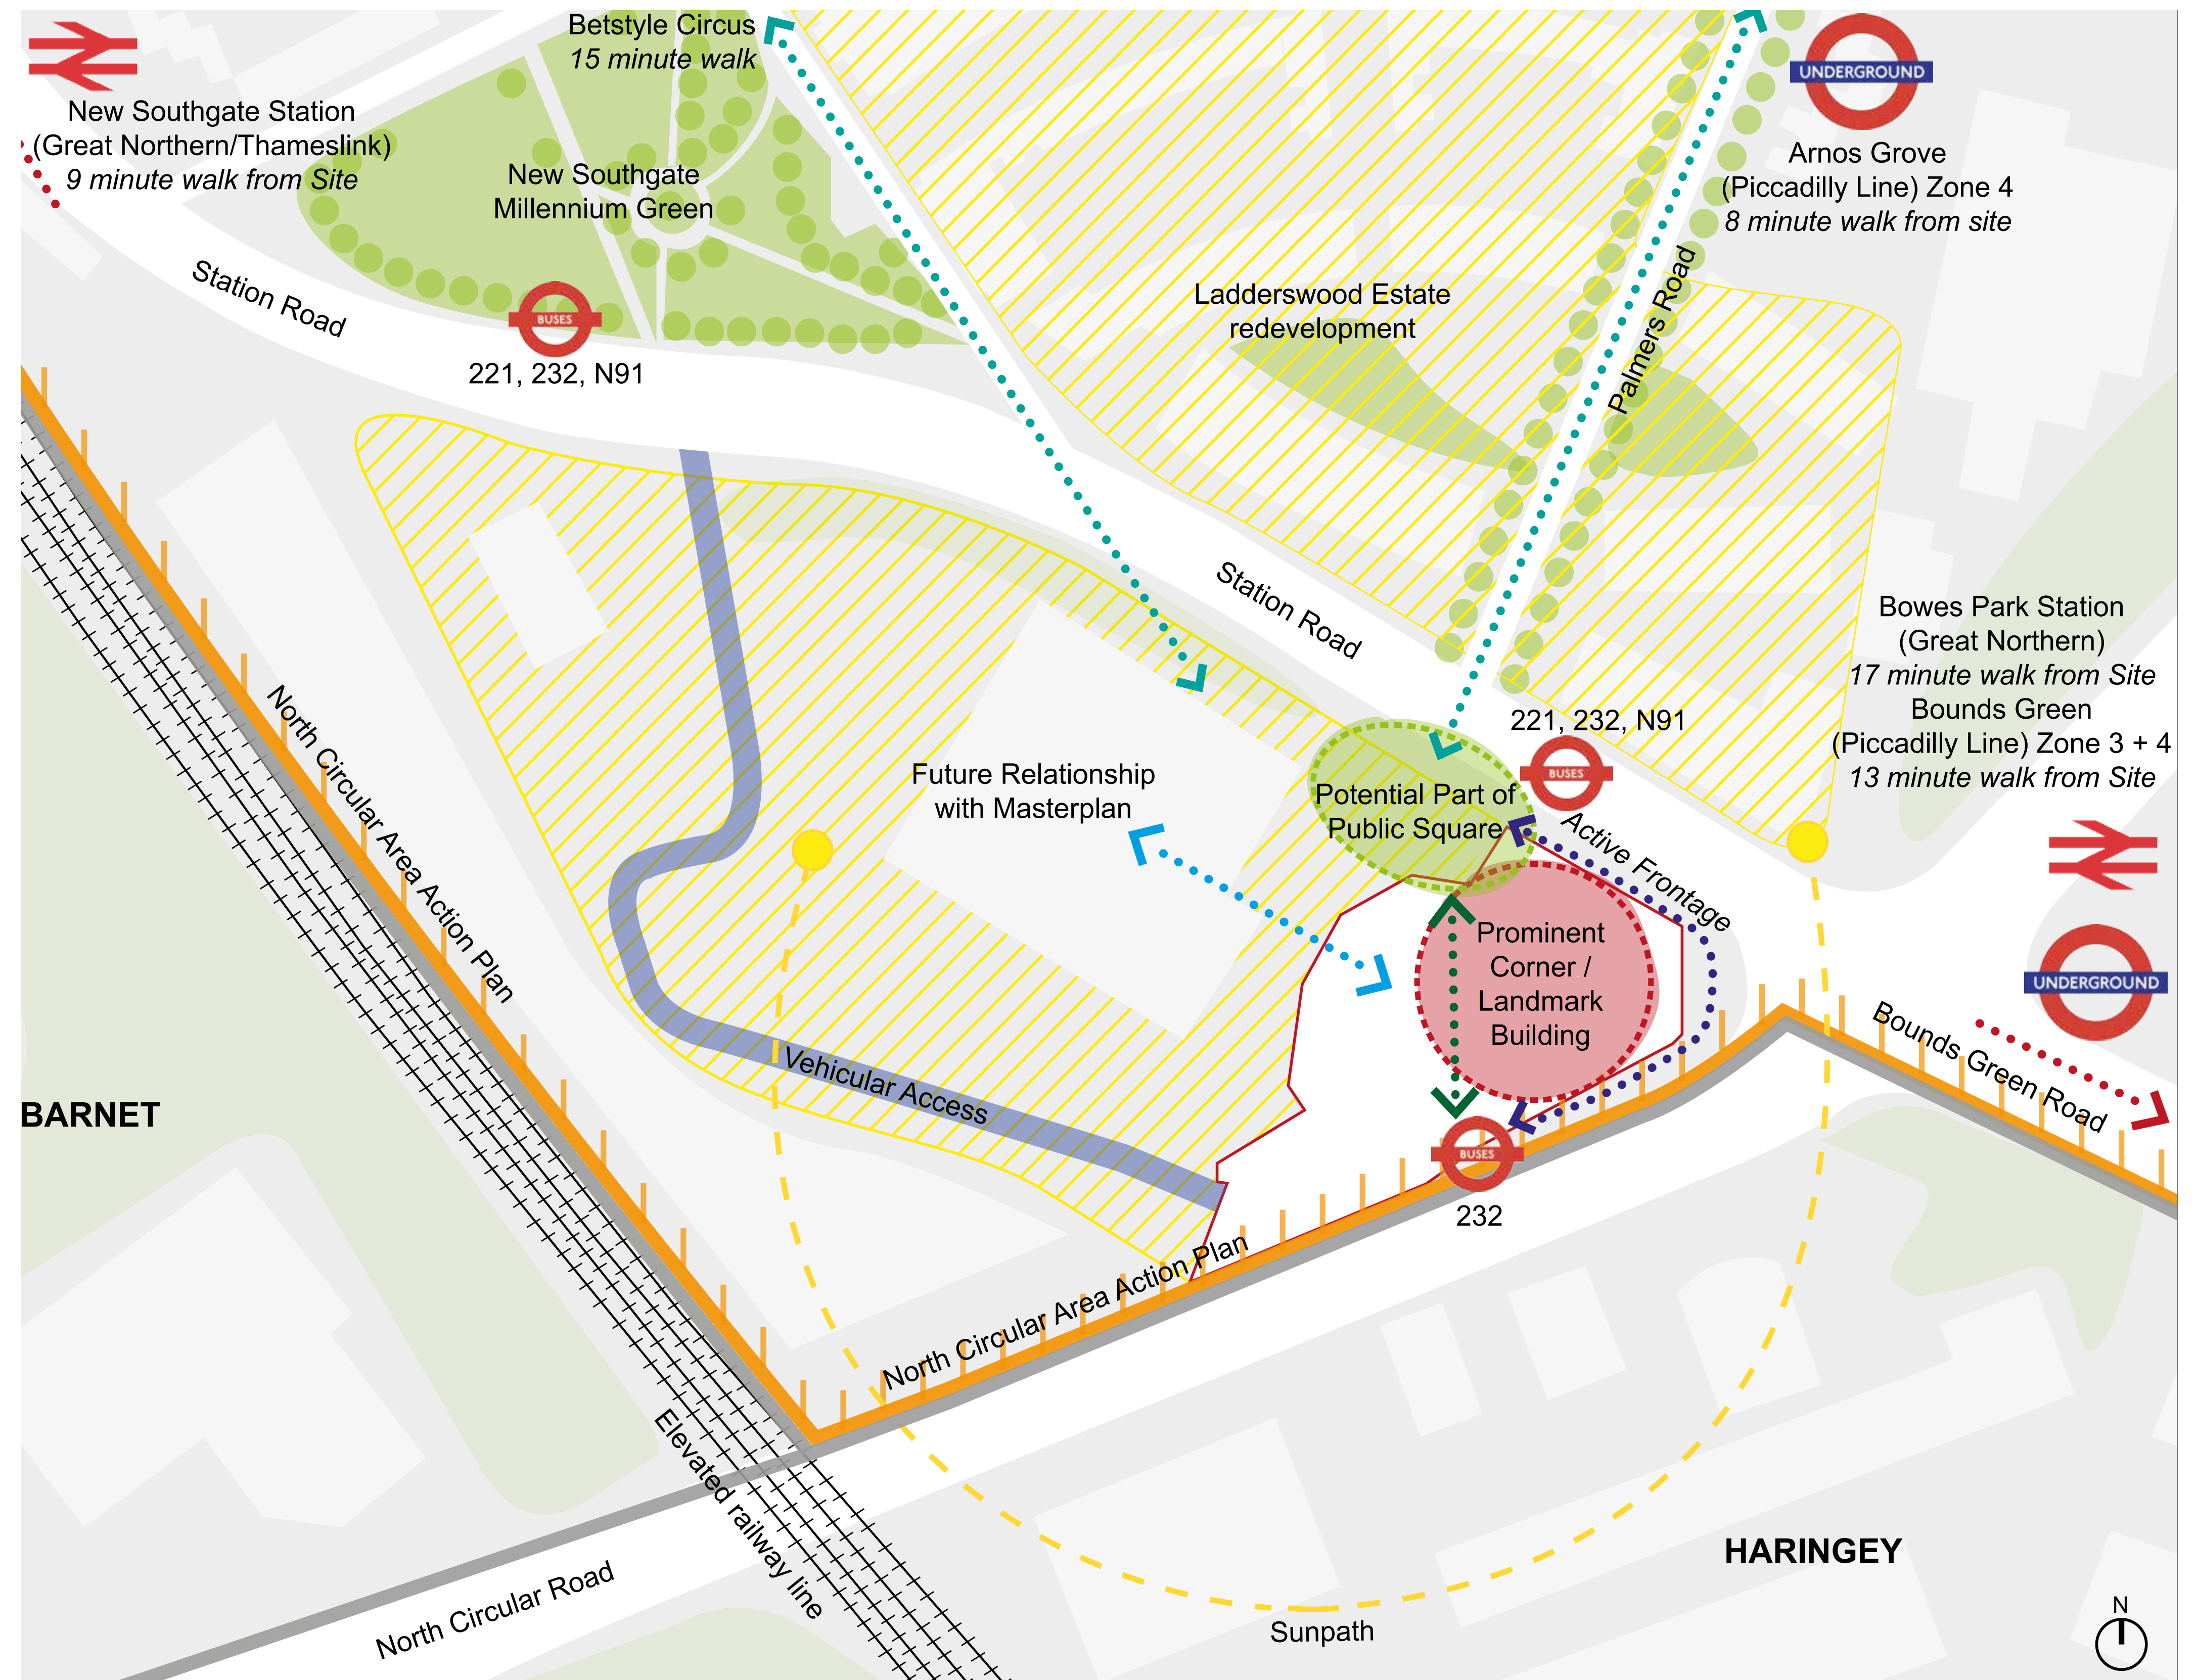 Betstyle Circus
15 minute walk
New Southgate Station
(Great Northern/Thameslink)
9 minute walk from Site
New Southgate
Millennium Green
UNDERGROUND
Arnos Grove
(Piccadilly Line) Zone 4
8 minute walk from site
Station Road
BUSES
221, 232, N91
Ladderswood Estate
redevelopment
Palmers Road
Station Road
Bowes Park Station
(Great Northern)
17 minute walk from Site
Bounds Green
(Piccadilly Line) Zone 3 + 4
13 minute walk from Site
221, 232, N91
BUSES
North Circular Area Action Plan
Future Relationship
with Masterplan
Potential Part of
Public Square
Active Frontage
Prominent
Corner /
Landmark
Building
UNDERGROUND
Bounds Green Road
Vehicular Access
BARNET
BUSES
232
North Circular Area Action Plan
Elevated railway line
North Circular Road
HARINGEY
Sunpath
N